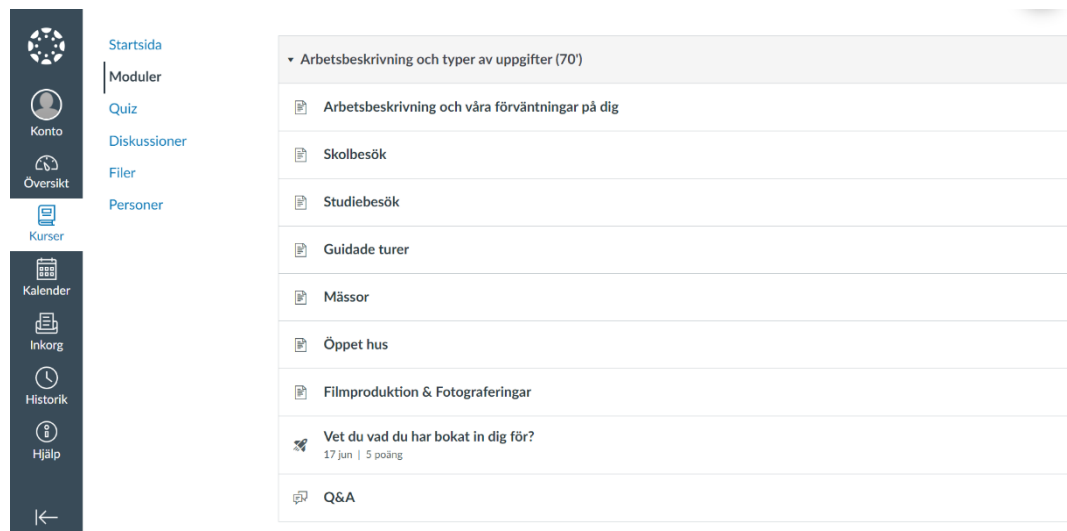 Konto
Översikt
Kurser
Kalender
Inkorg
Historik
Hjälp
Startsida
Moduler
Quiz
Diskussioner
Filer
Personer
Arbetsbeskrivning och typer av uppgifter (70')
Arbetsbeskrivning och våra förväntningar på dig
Skolbesök
Studiebesök
Guidade turer
Mässor
Öppet hus
Filmproduktion & Fotograferingar
Vet du vad du har bokat in dig för?
17 jun | 5 poäng
Q&A